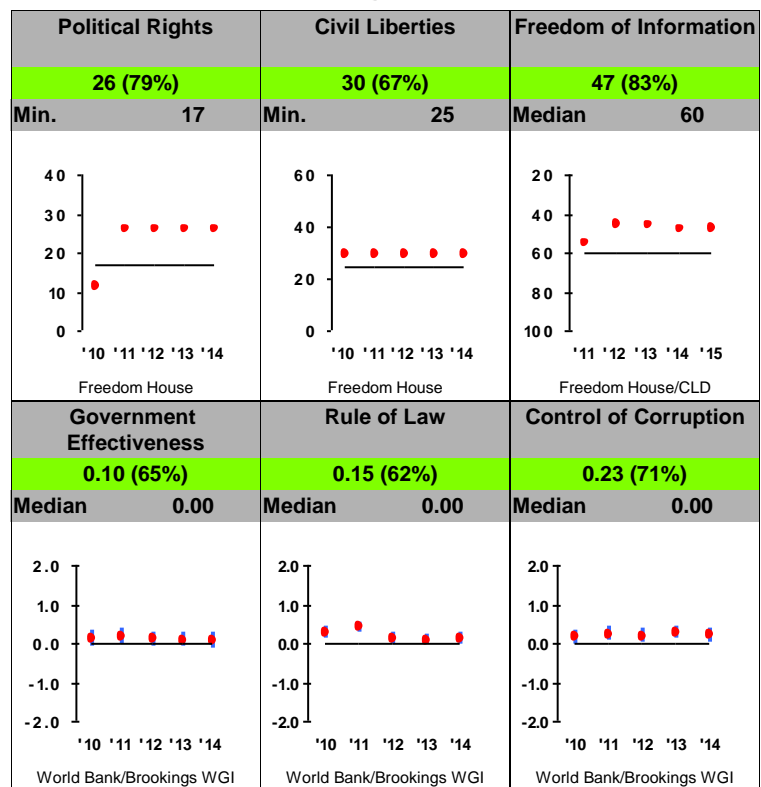 Political Rights
26 (79%)
Min. 17
40
30
20
10
0
'10 '11 '12 '13 '14
Freedom House
Civil Liberties
30 (67%)
Min. 25
60
40
20
0
'10 '11 '12 '13 '14
Freedom House
Freedom of Information
47 (83%)
Median 60
20
40
60
80
100
'11 '12 '13 '14 '15
Freedom House/CLD
Government
Effectiveness
0.10 (65%)
Median 0.00
2.0
1.0
0.0
-1.0
-2.0
'10 '11 '12 '13 '14
World Bank/Brookings WGI
Rule of Law
0.15 (62%)
Median 0.00
2.0
1.0
0.0
-1.0
-2.0
'10 '11 '12 '13 '14
World Bank/Brookings WGI
Control of Corruption
0.23 (71%)
Median 0.00
2.0
1.0
0.0
-1.0
-2.0
'10 '11 '12 '13 '14
World Bank/Brookings WGI